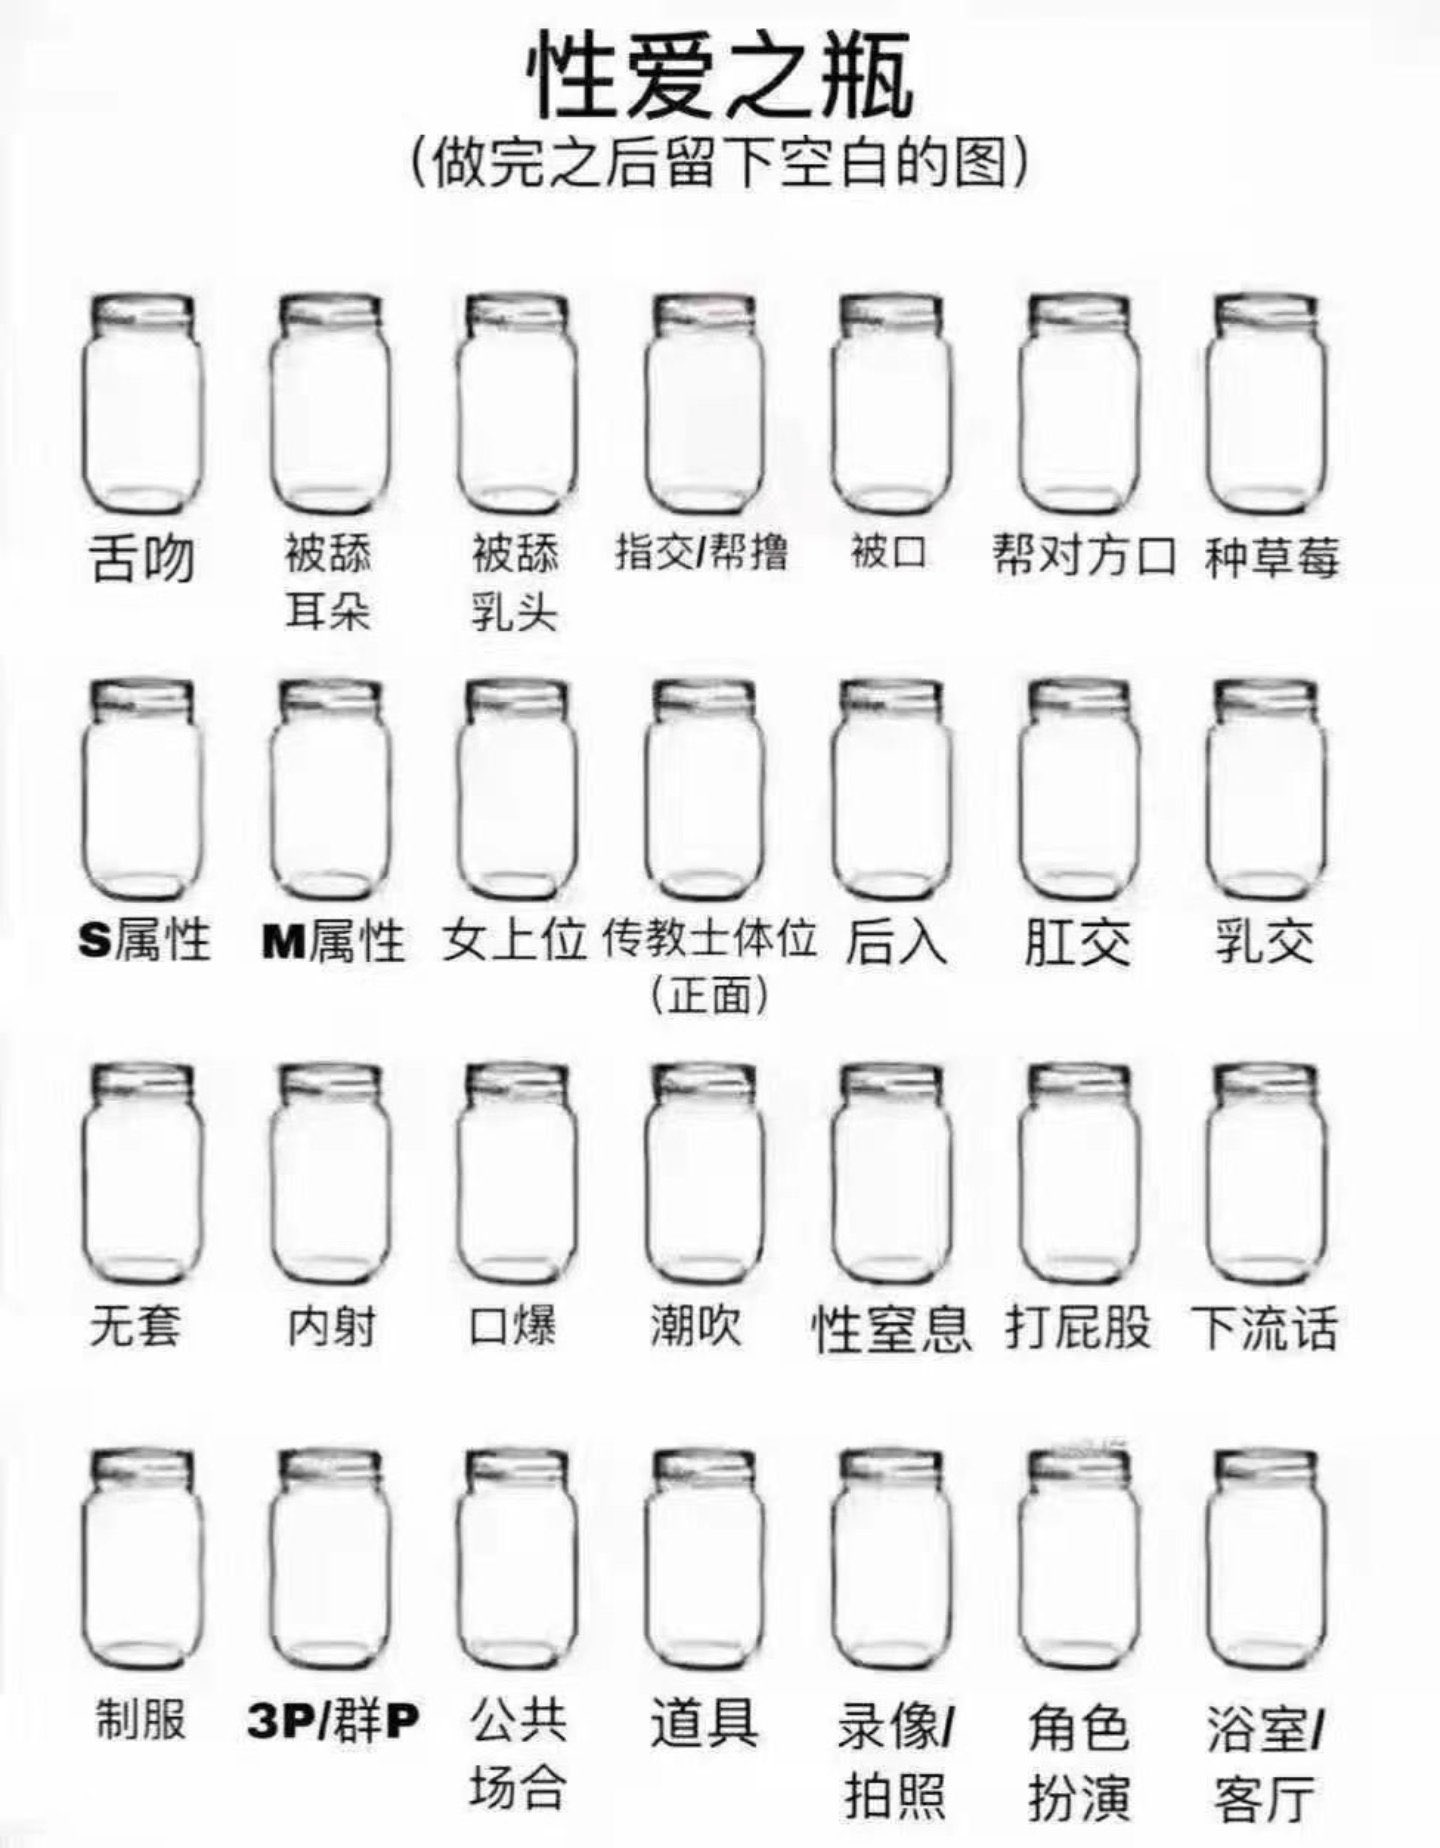 性爱之瓶
（做完之后留下空白的图）
舌吻 被舔 被舔 指交/帮撸 被口 帮对方口 种草莓
耳朵 乳头
S属性 M属性 女上位 传教士体位 后入 肛交 乳交
（正面）
无套 内射 口爆 潮吹 性窒息 打屁股 下流话
制服 3P/群P 公共 道具 录像/ 角色 浴室/
场合 拍照 扮演 客厅